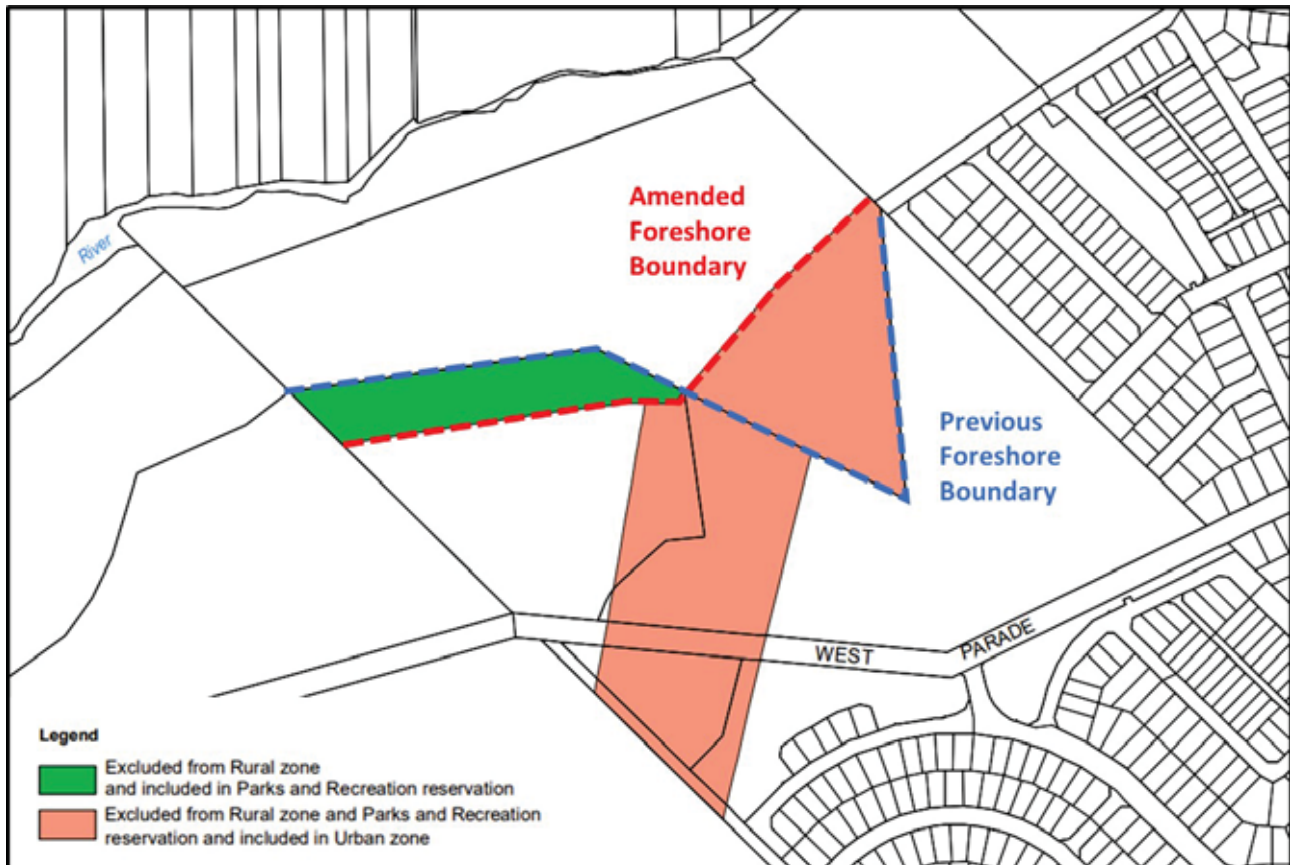 Amended
Foreshore
Boundary
River
Previous
Foreshore
Boundary
WEST
PARADE
Legend
Excluded from Rural zone
and included in Parks and Recreation reservation
Excluded from Rural zone and Parks and Recreation
reservation and included in Urban zone